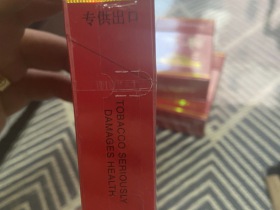 专供出口
TOBACCO SERIOUSLY
DAMAGES HEALTH